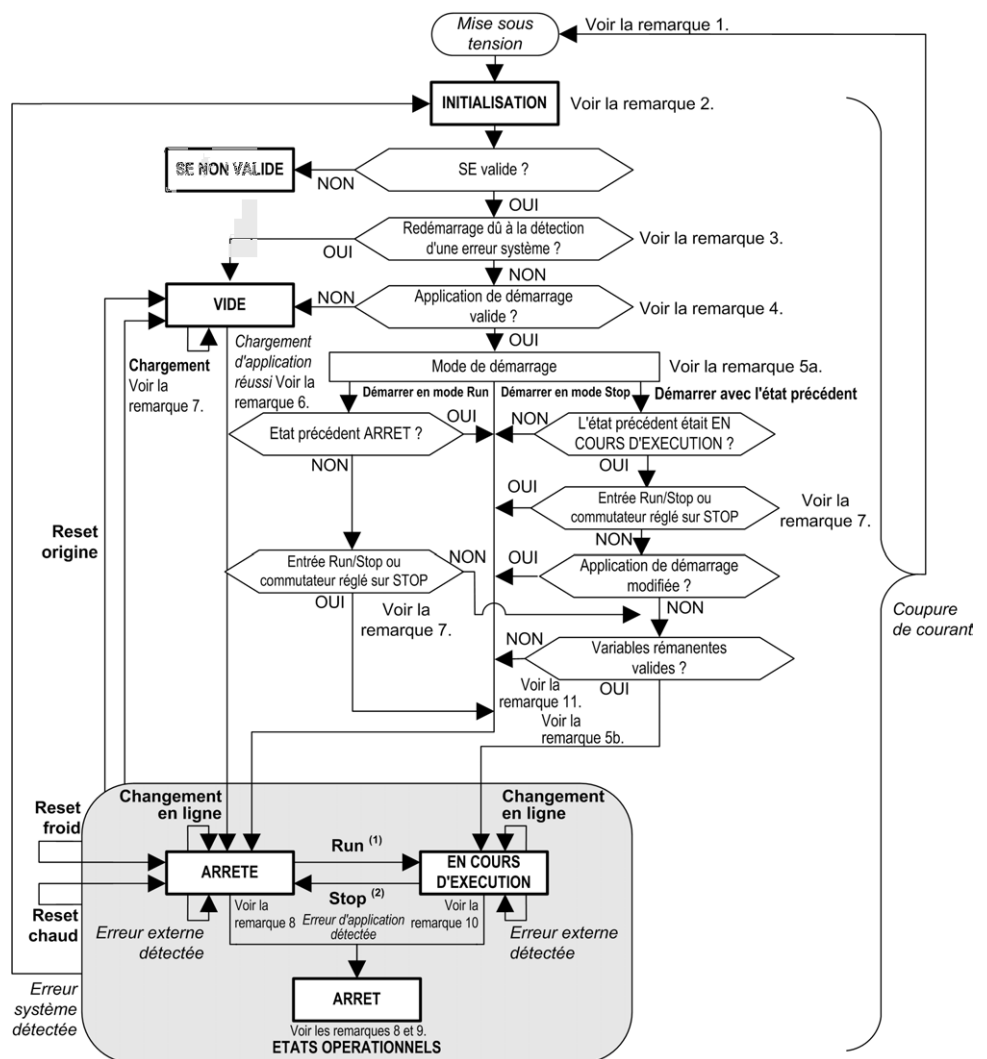 Mise sous
tension
Voir la remarque 1.
INITIALISATION
Voir la remarque 2.
SE NON VALIDE
NON
SE valide ?
OUI
Redémarrage dû à la détection
d'une erreur système ?
Voir la remarque 3.
OUI
NON
VIDE
NON
Application de démarrage
valide ?
Voir la remarque 4.
OUI
Chargement
Voir la
remarque 7.
Chargement
d'application
réussi Voir la
remarque 6.
Mode de démarrage
Voir la remarque 5a.
Démarrer en mode Run
Démarrer en mode Stop
Démarrer avec l'état précédent
Etat précédent ARRET ?
OUI
NON
NON
L'état précédent était EN
COURS D'EXECUTION ?
OUI
OUI
Entrée Run/Stop ou
commutateur réglé sur STOP
Voir la
remarque 7.
NON
Reset
origine
Entrée Run/Stop ou
commutateur réglé sur STOP
NON
OUI
Voir la
remarque 7.
OUI
Application de démarrage
modifiée ?
NON
Coupure
de courant
NON
Variables rémanentes
valides ?
OUI
Voir la
remarque 11.
Voir la
remarque 5b.
Reset
froid
Changement
en ligne
Changement
en ligne
Run (1)
ARRETE
EN COURS
D'EXECUTION
Stop (2)
Reset
chaud
Voir la
remarque 8
Erreur d'application
détectée
Voir la
remarque 10
Erreur externe
détectée
Erreur externe
détectée
ARRET
Erreur
système
détectée
Voir les remarques 8 et 9.
ETATS OPERATIONNELS